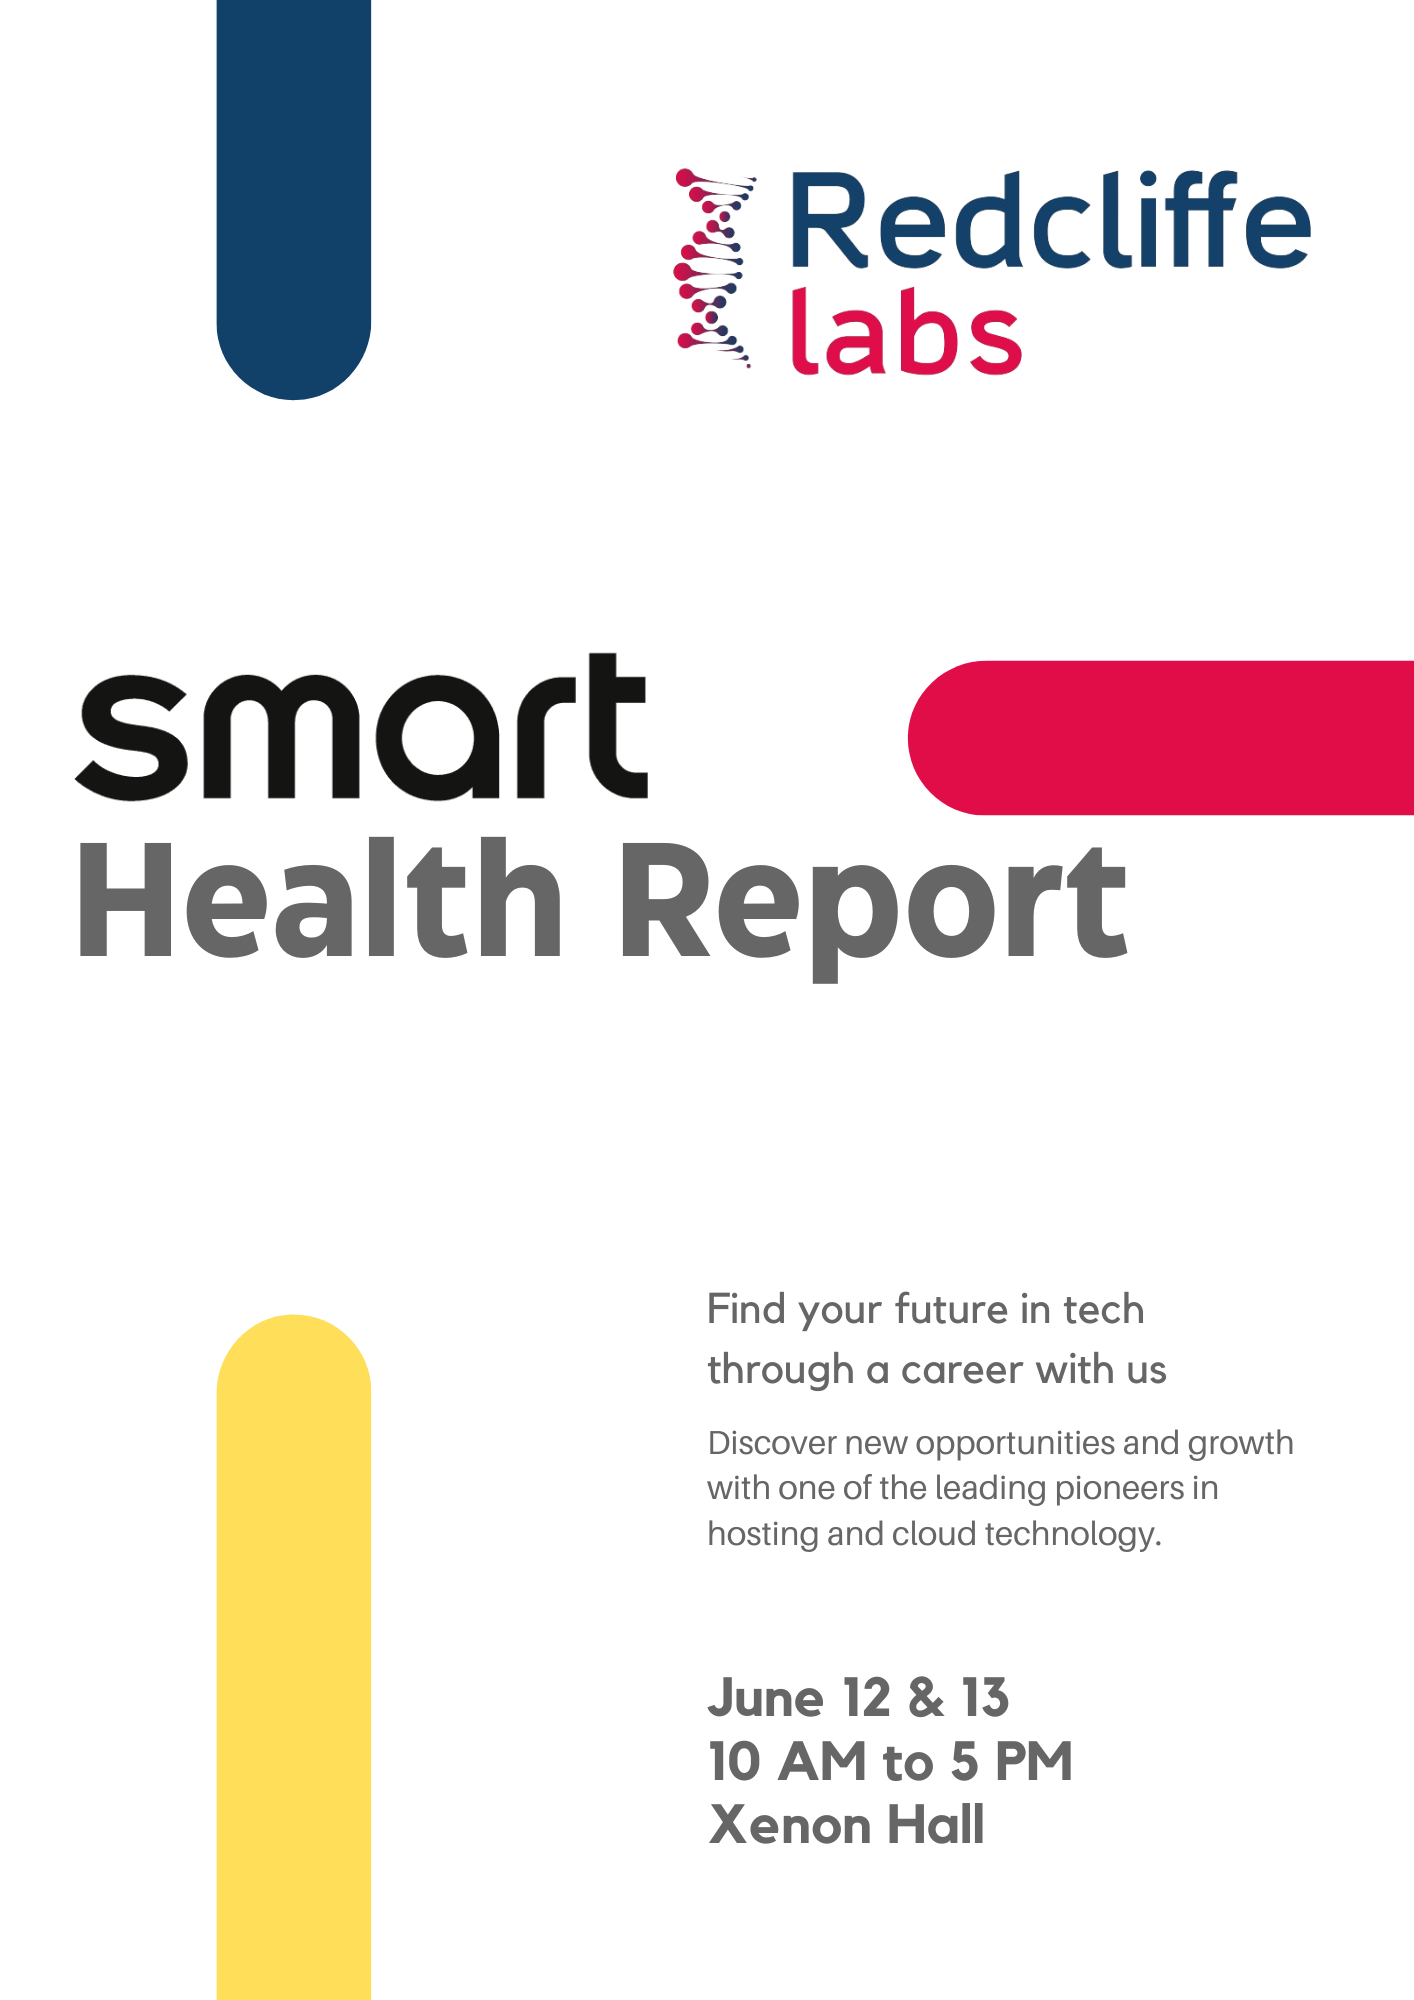 Redcliffe
labs
smart
Health Report
Find your future in tech
through a career with us
Discover new opportunities and growth
with one of the leading pioneers in
hosting and cloud technology.
June 12 & 13
10 AM to 5 PM
Xenon Hall